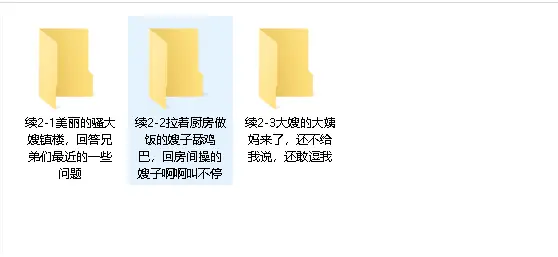 续2-1美丽的骚大
嫂镇楼，回答兄
弟们最近的一些
问题
续2-2拉着厨房做
饭的嫂子舔鸡
巴，回房间操的
嫂子啊啊叫不停
续2-3大嫂的大姨
妈来了，还不给
我说，还敢逗我